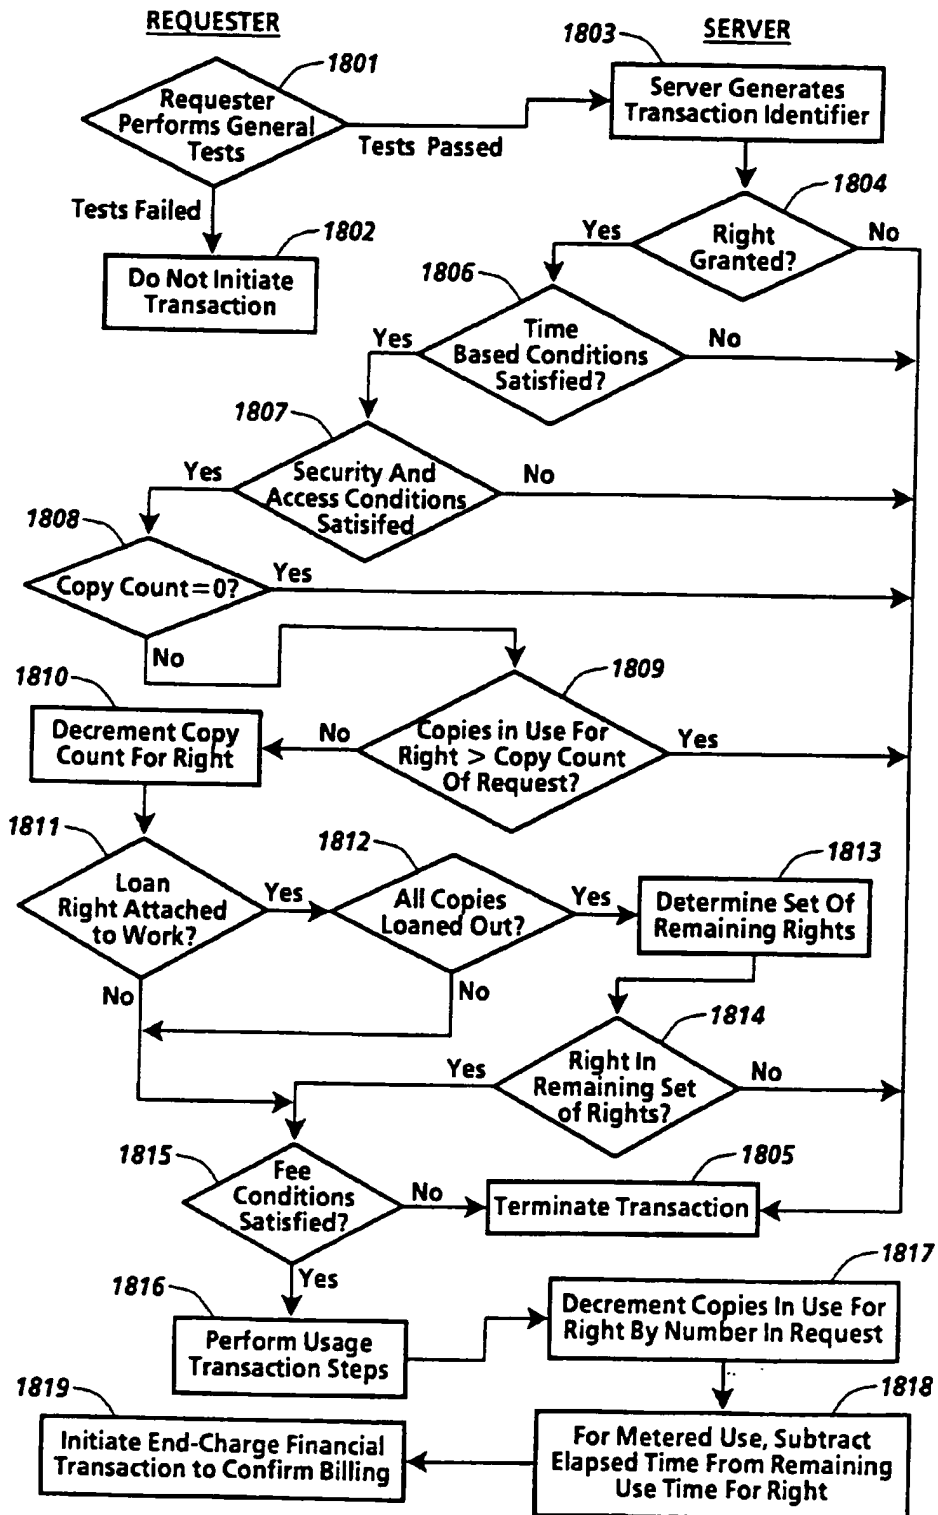 REQUESTER
SERVER
1801
1803
Requester
Performs General
Tests
Server Generates
Transaction Identifier
Tests Passed
Tests Failed
1802
Do Not Initiate
Transaction
1804
Yes
Right
Granted?
No
1806
Yes
Time
Based Conditions
Satisfied?
No
1807
Yes
Security And
Access Conditions
Satisifed
No
1808
Copy Count=0?
Yes
No
1809
1810
Decrement Copy
Count For Right
No
Copies in Use For
Right > Copy Count
Of Request?
Yes
1811
Loan
Right Attached
to Work?
Yes
No
1812
All Copies
Loaned Out?
Yes
No
1813
Determine Set Of
Remaining Rights
1814
Yes
Right In
Remaining Set
of Rights?
No
1815
Fee
Conditions
Satisfied?
No
Yes
1805
Terminate Transaction
1816
Perform Usage
Transaction Steps
1817
Decrement Copies In Use For
Right By Number In Request
1818
For Metered Use, Subtract
Elapsed Time From Remaining
Use Time For Right
1819
Initiate End-Charge Financial
Transaction to Confirm Billing